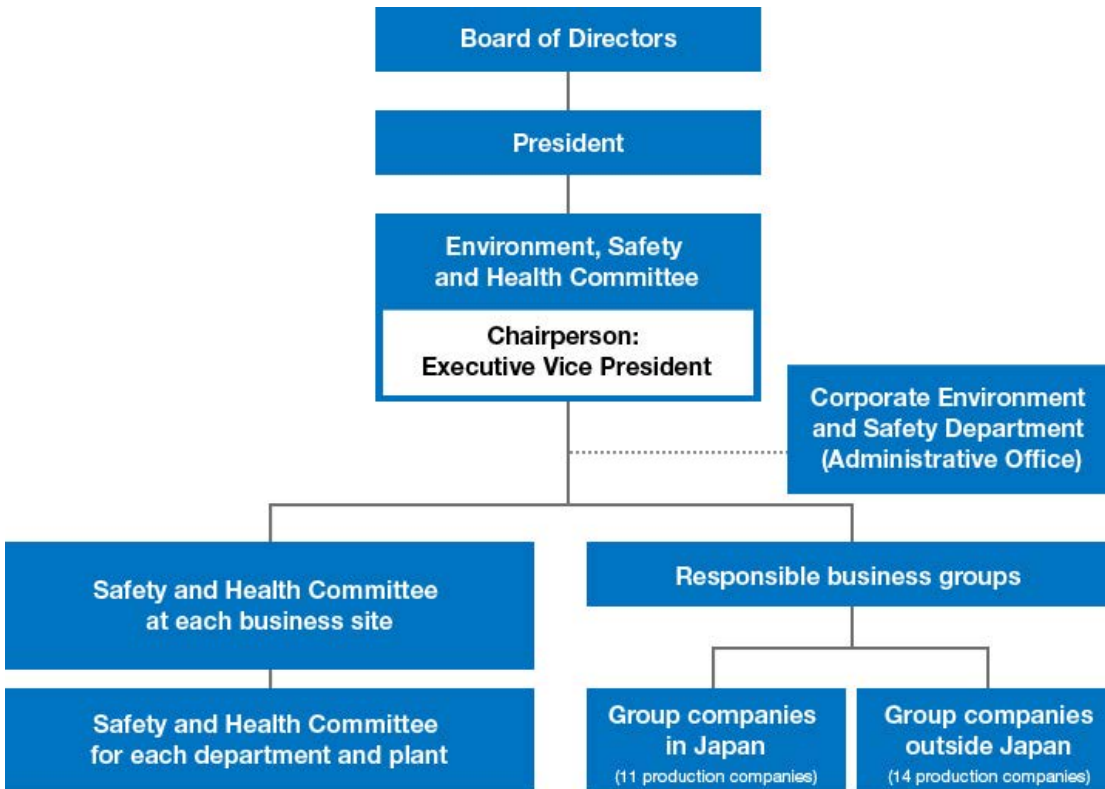 Board of Directors
President
Environment, Safety
and Health Committee
Chairperson:
Executive Vice President
Corporate Environment
and Safety Department
(Administrative Office)
Safety and Health Committee
at each business site
Responsible business groups
Safety and Health Committee
for each department and plant
Group companies
in Japan
(11 production companies)
Group companies
outside Japan
(14 production companies)